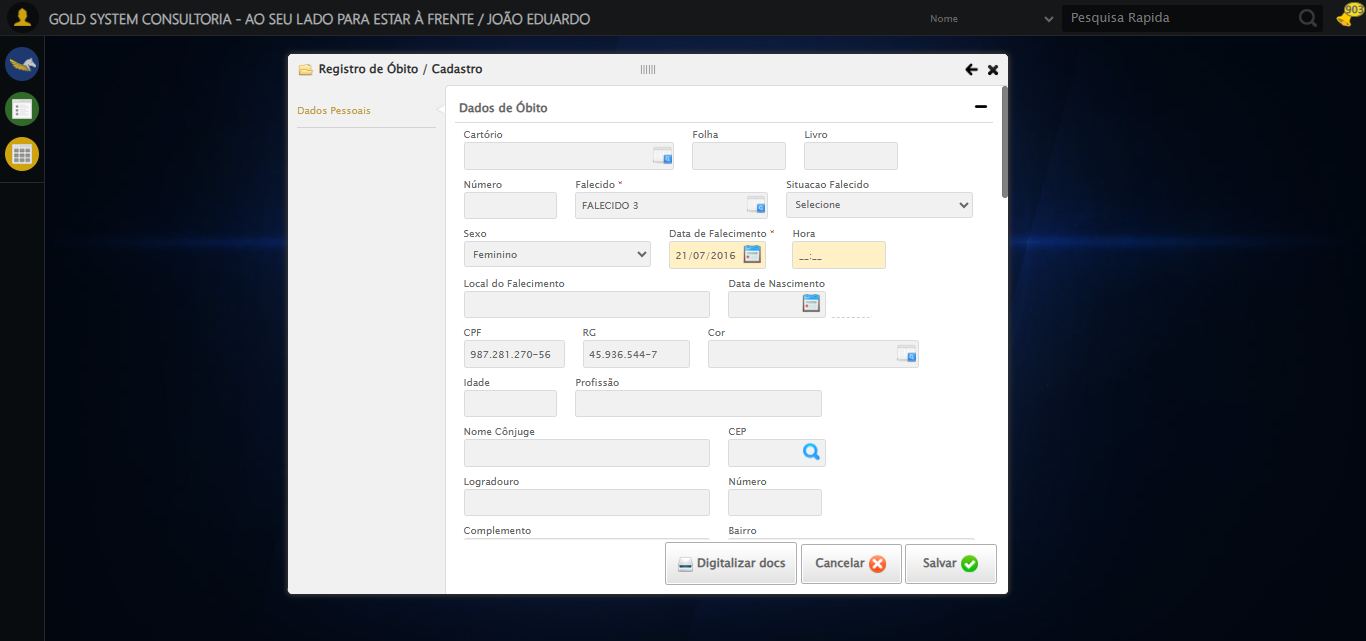 GOLD SYSTEM CONSULTORIA - AO SEU LADO PARA ESTAR À FRENTE / JOÃO EDUARDO
Nome
Pesquisa Rapida
903
Registro de Óbito / Cadastro
Dados Pessoais
Dados de Óbito
Cartório Folha Livro
Número Falecido * Situacao Falecido
FALECIDO 3 Selecione
Sexo Data de Falecimento * Hora
Feminino 21/07/2016 __:__
Local do Falecimento Data de Nascimento
CPF RG Cor
987.281.270-56 45.936.544-7
Idade Profissão
Nome Cônjuge CEP
Logradouro Número
Complemento Bairro
Digitalizar docs Cancelar Salvar